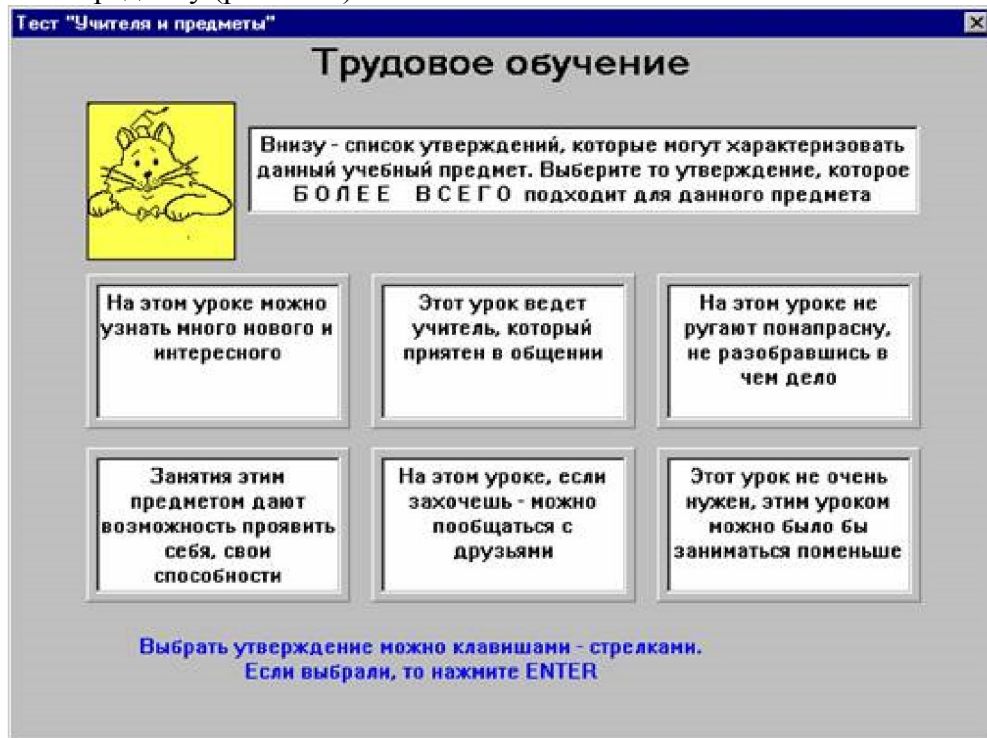 Тест "Учителя и предметы"
Трудовое обучение
Внизу - список утверждений, которые могут характеризовать
данный учебный предмет. Выберите то утверждение, которое
Б О Л Е Е В С Е Г О подходит для данного предмета
На этом уроке можно
узнать много нового и
интересного
Этот урок ведет
учитель, который
приятен в общении
На этом уроке не
ругают понапрасну,
не разобравшись в
чем дело
Занятия этим
предметом дают
возможность проявить
себя, свои
способности
На этом уроке, если
захочешь - можно
пообщаться с
друзьями
Этот урок не очень
нужен, этим уроком
можно было бы
заниматься поменьше
Выбрать утверждение можно клавишами - стрелками.
Если выбрали, то нажмите ENTER